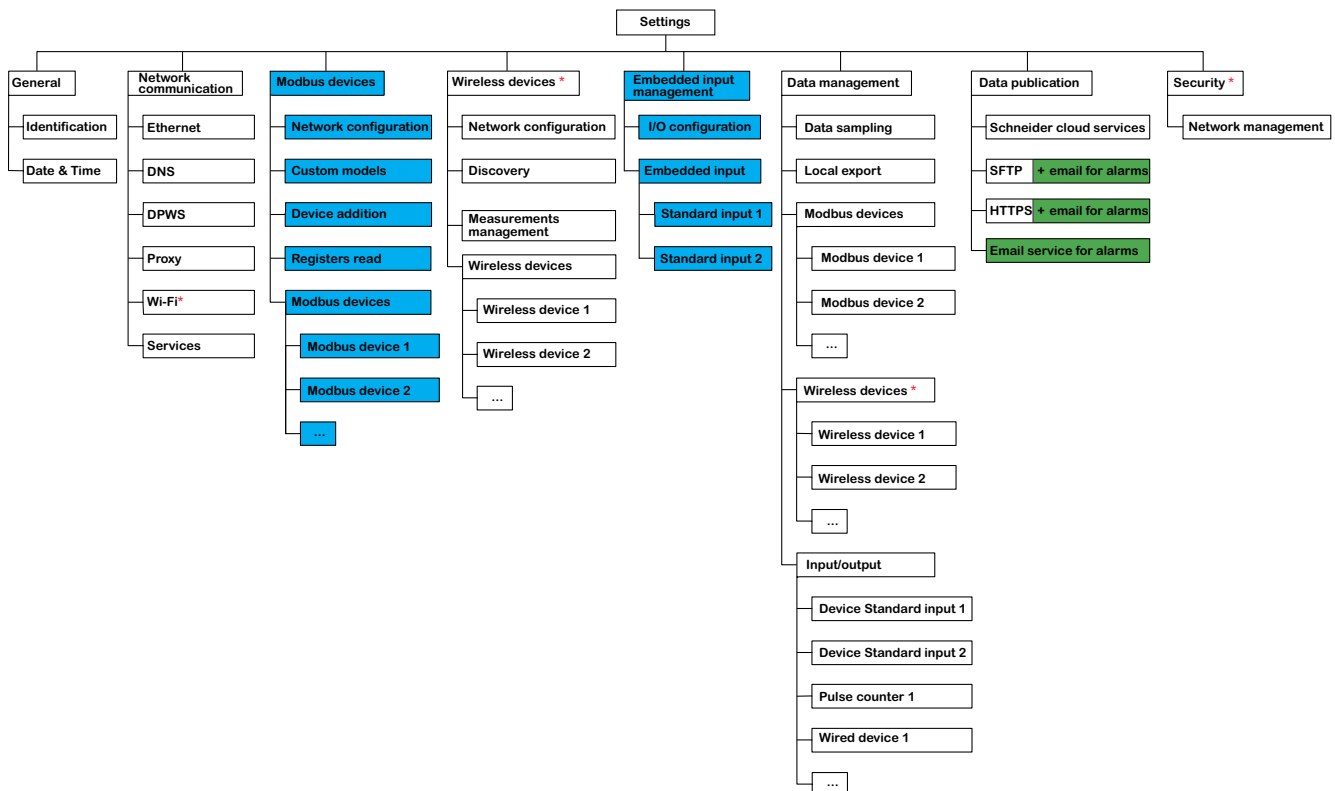 Settings
General
Identification
Date & Time
Network
communication
Ethernet
DNS
DPWS
Proxy
Wi-Fi*
Services
Modbus devices
Network configuration
Custom models
Device addition
Registers read
Modbus devices
Modbus device 1
Modbus device 2
...
Wireless devices *
Network configuration
Discovery
Measurements
management
Wireless devices
Wireless device 1
Wireless device 2
...
Embedded input
management
I/O configuration
Embedded input
Standard input 1
Standard input 2
Data management
Data sampling
Local export
Modbus devices
Modbus device 1
Modbus device 2
...
Wireless devices *
Wireless device 1
Wireless device 2
...
Input/output
Device Standard input 1
Device Standard input 2
Pulse counter 1
Wired device 1
...
Data publication
Schneider cloud services
SFTP + email for alarms
HTTPS + email for alarms
Email service for alarms
Security *
Network management